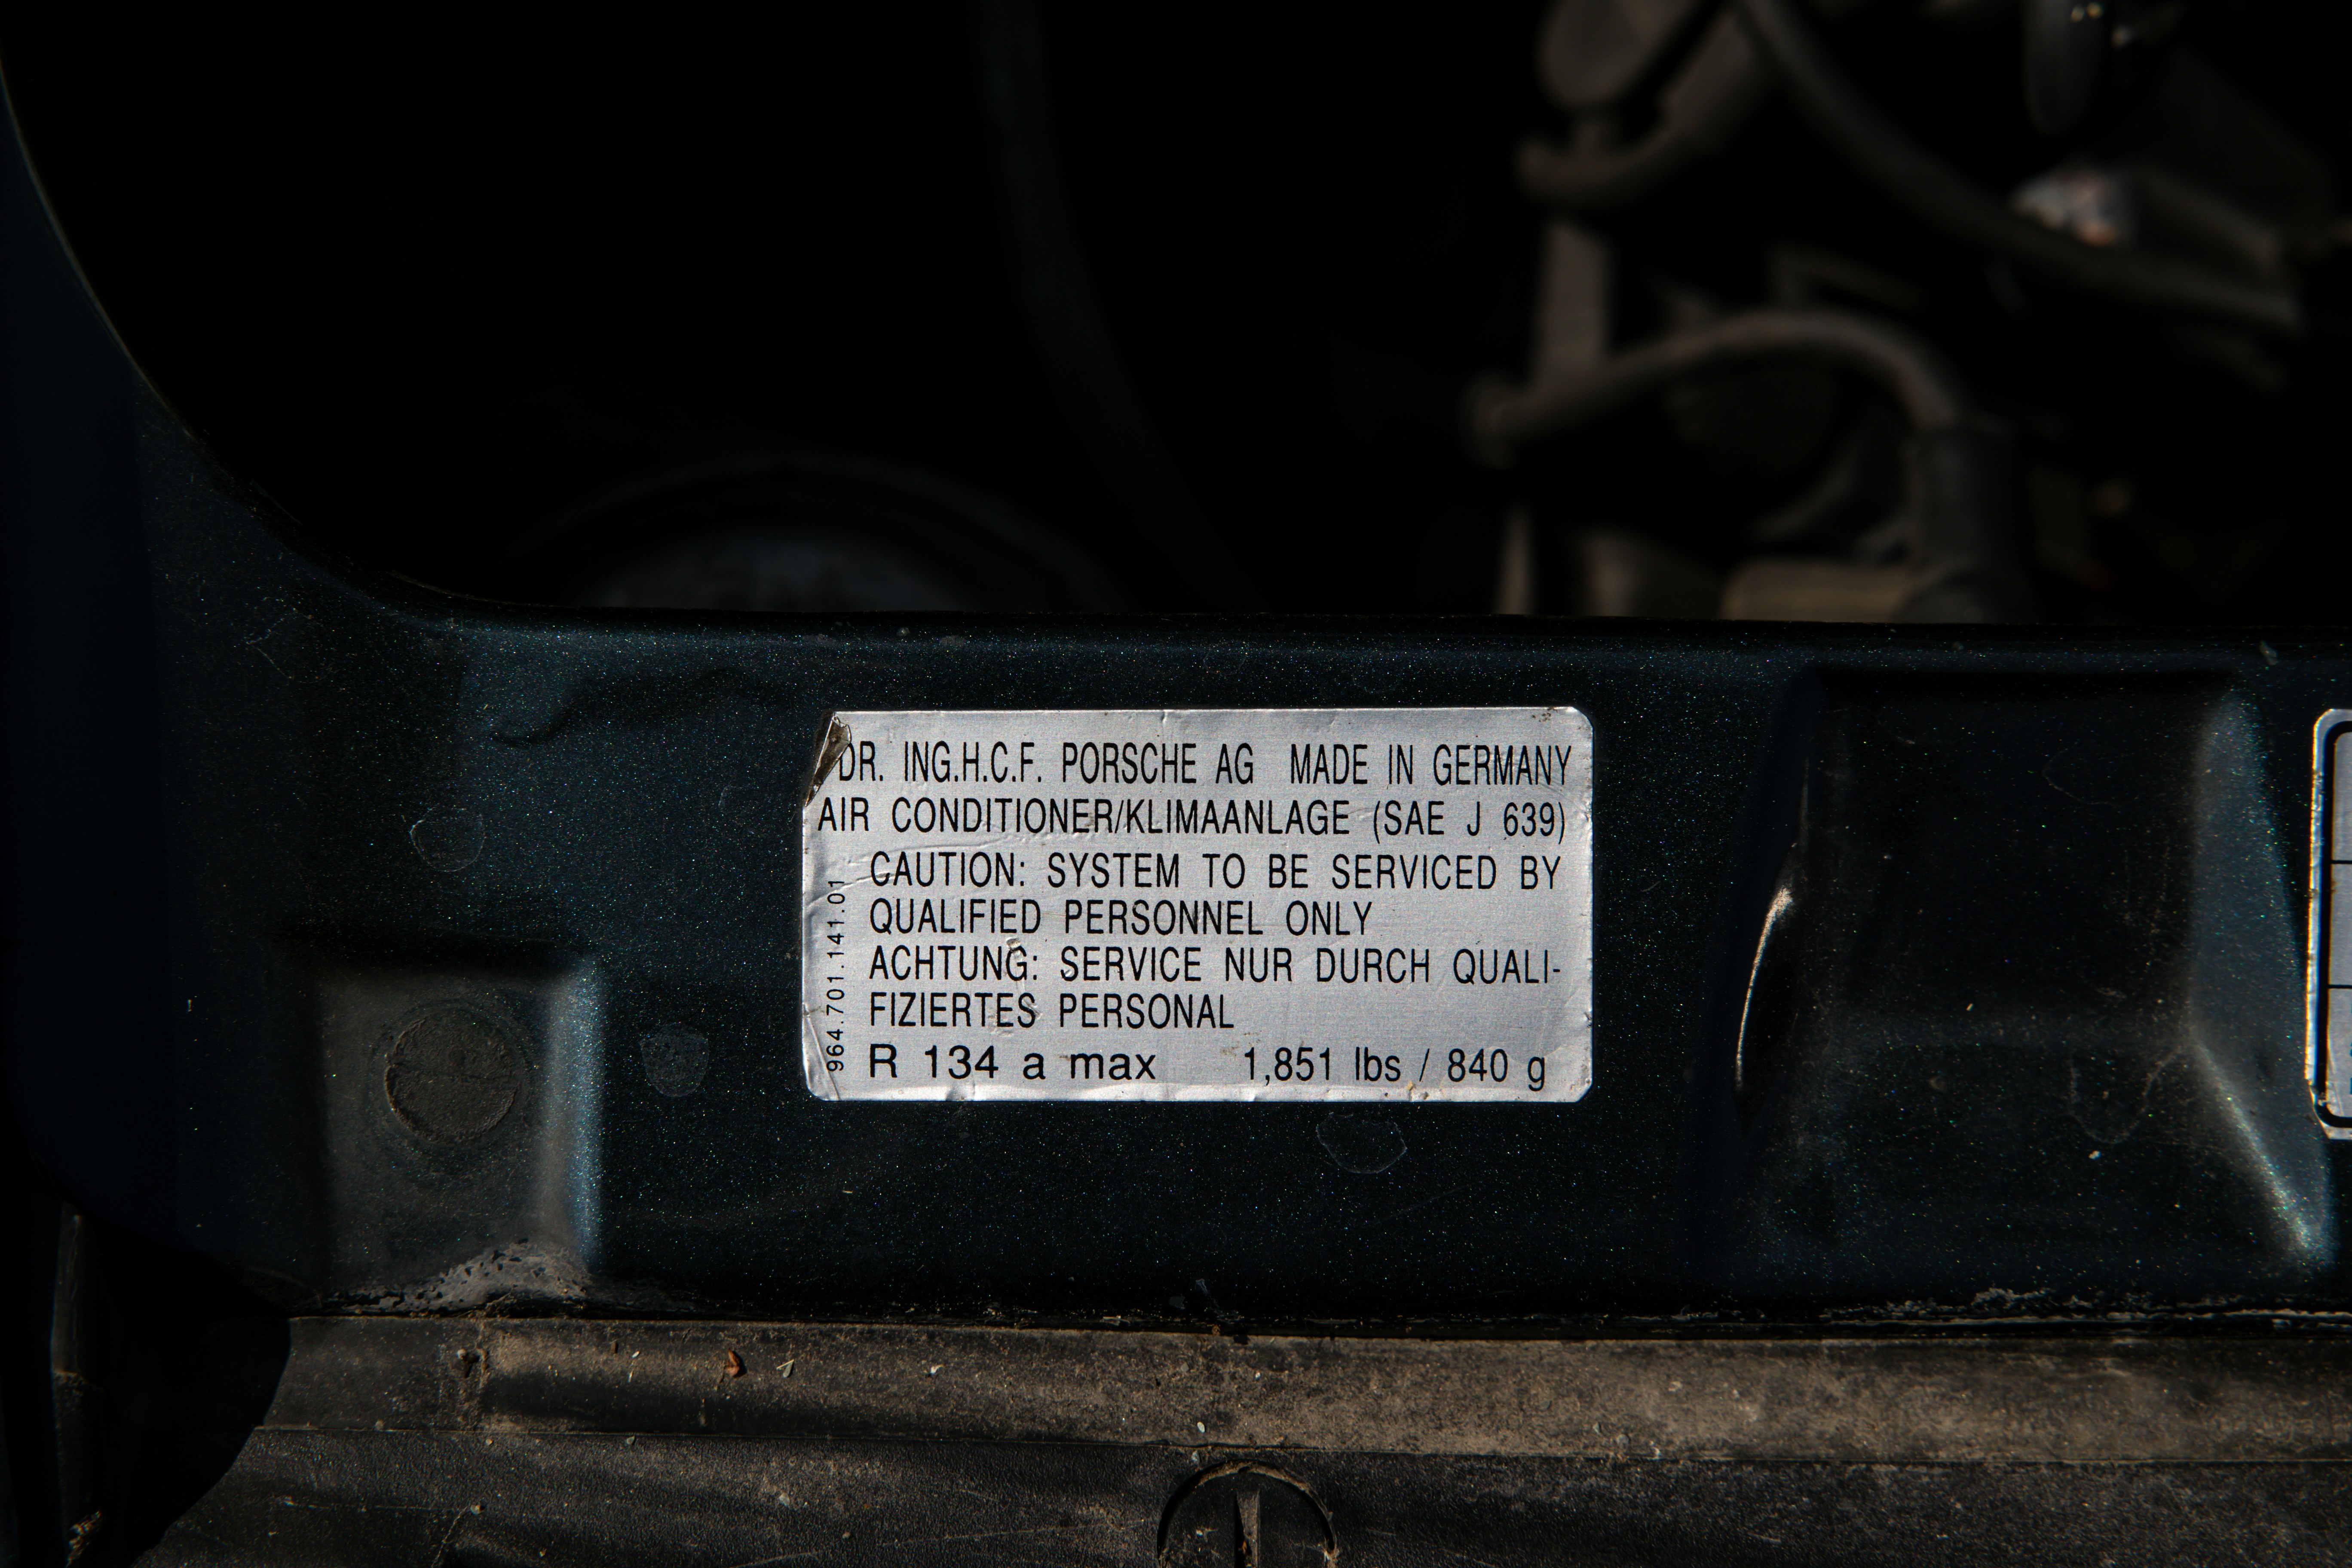 DR. ING.H.C.F. PORSCHE AG MADE IN GERMANY
AIR CONDITIONER/KLIMAANLAGE (SAE J 639)
CAUTION: SYSTEM TO BE SERVICED BY
QUALIFIED PERSONNEL ONLY
ACHTUNG: SERVICE NUR DURCH QUALI-
FIZIERTES PERSONAL
R 134 a max 1,851 lbs / 840 g
964.701.141.01